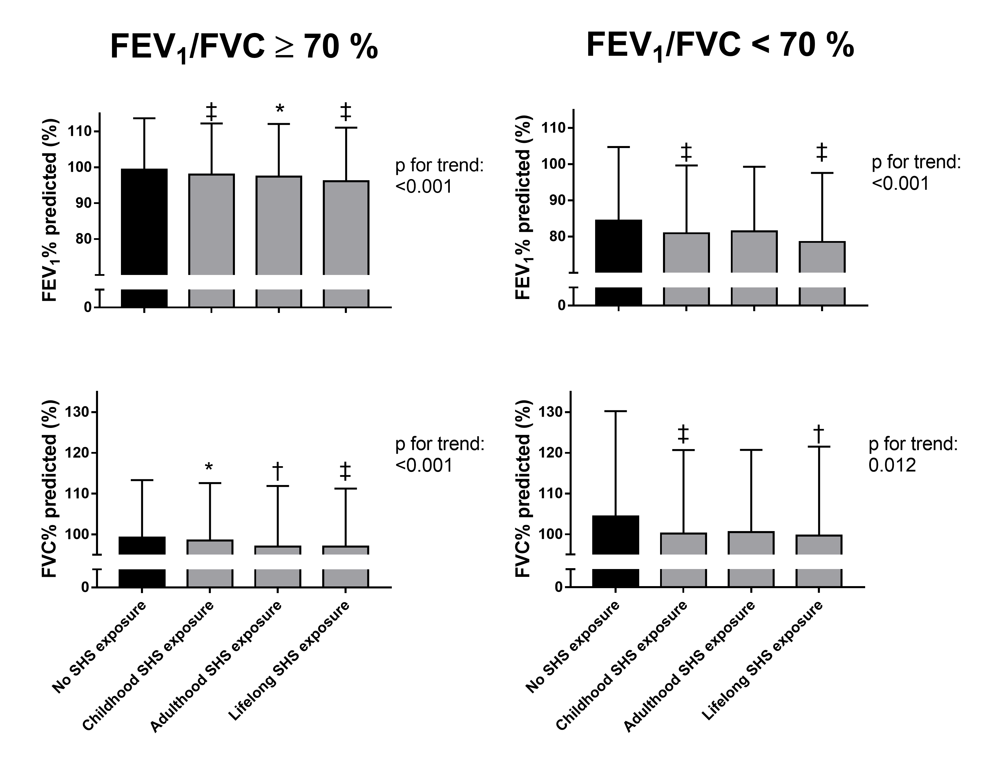 FEV1/FVC ≥ 70 %
FEV1/FVC < 70 %
FEV1% predicted (%)
110
100
90
80
0
‡
*
‡
p for trend:
<0.001
FEV1% predicted (%)
110
100
90
80
0
‡
‡
p for trend:
<0.001
FVC% predicted (%)
130
120
110
100
0
*
†
‡
p for trend:
<0.001
No SHS exposure
Childhood SHS exposure
Adulthood SHS exposure
Lifelong SHS exposure
FVC% predicted (%)
130
120
110
100
0
‡
†
p for trend:
0.012
No SHS exposure
Childhood SHS exposure
Adulthood SHS exposure
Lifelong SHS exposure